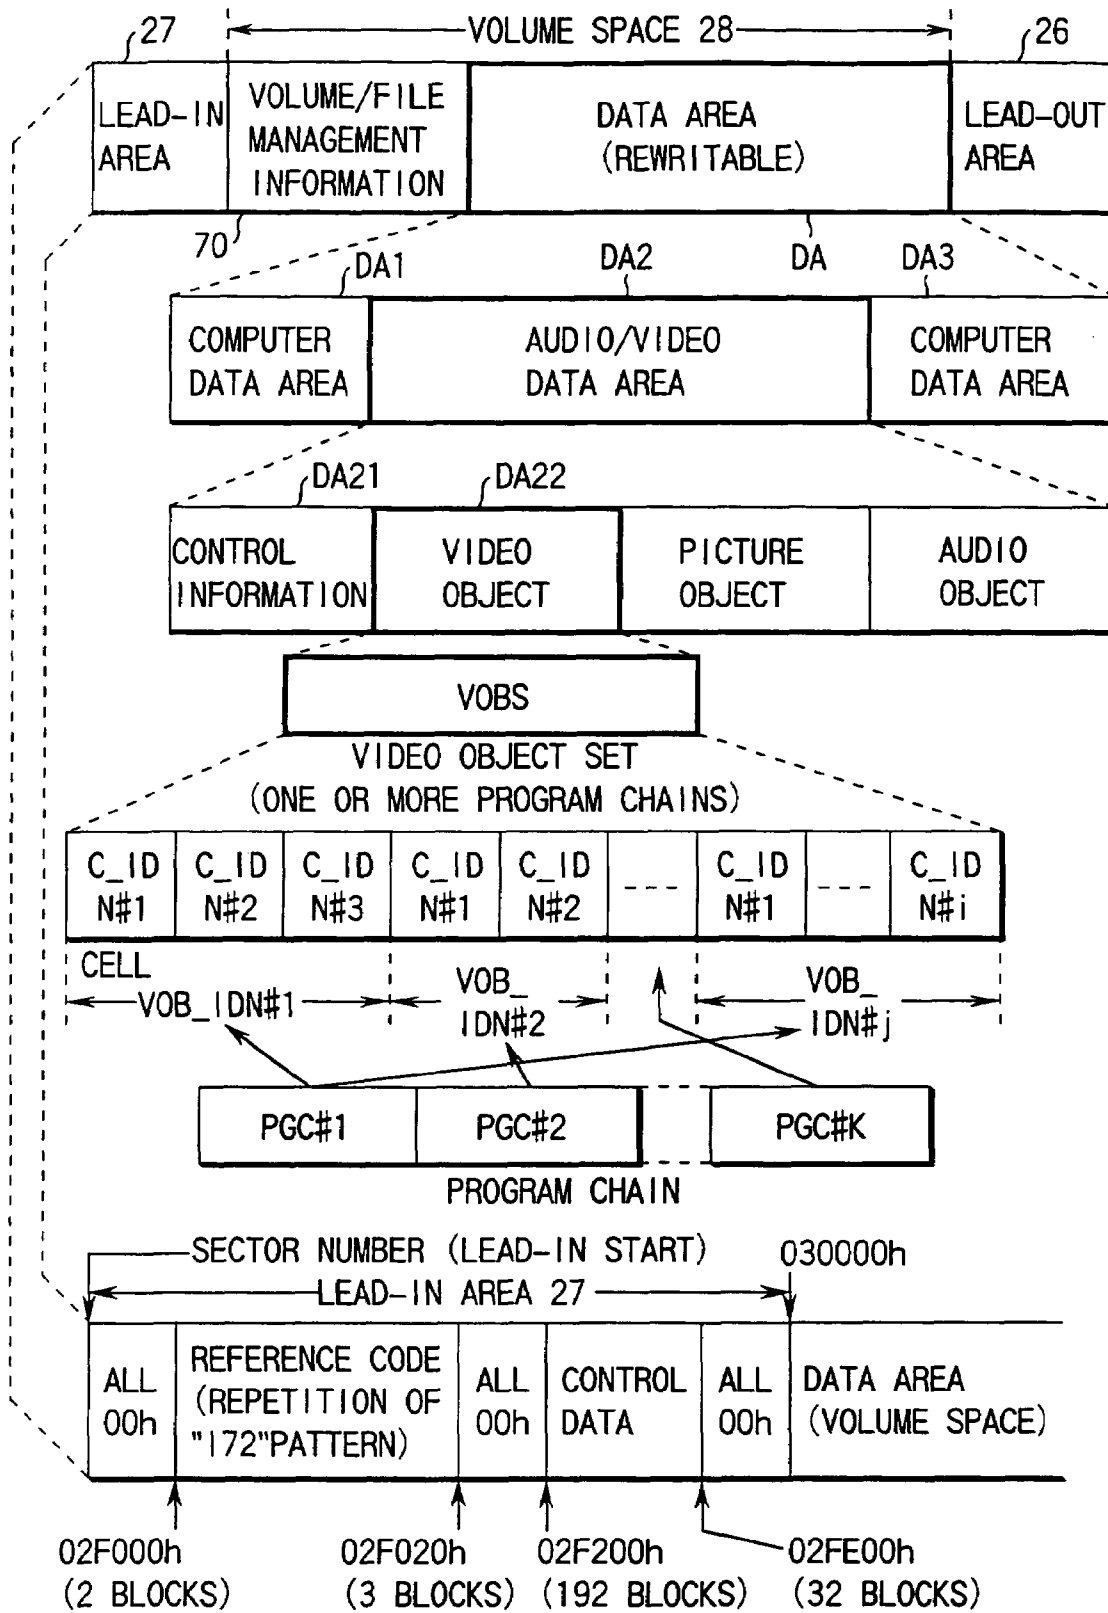 27
VOLUME SPACE 28
26
LEAD-IN
AREA
VOLUME/FILE
MANAGEMENT
INFORMATION
DATA AREA
(REWRITABLE)
LEAD-OUT
AREA
70
DA1
DA2
DA
DA3
COMPUTER
DATA AREA
AUDIO/VIDEO
DATA AREA
COMPUTER
DATA AREA
DA21
DA22
CONTROL
INFORMATION
VIDEO
OBJECT
PICTURE
OBJECT
AUDIO
OBJECT
VOBS
VIDEO OBJECT SET
(ONE OR MORE PROGRAM CHAINS)
C_ID
N#1
C_ID
N#2
C_ID
N#3
C_ID
N#1
C_ID
N#2
---
C_ID
N#1
---
C_ID
N#i
CELL
VOB_IDN#1
VOB_
IDN#2
VOB_
IDN#j
PGC#1
PGC#2
PGC#K
PROGRAM CHAIN
SECTOR NUMBER (LEAD-IN START)
030000h
LEAD-IN AREA 27
ALL
00h
REFERENCE CODE
(REPETITION OF
"172"PATTERN)
ALL
00h
CONTROL
DATA
ALL
00h
DATA AREA
(VOLUME SPACE)
02F000h
(2 BLOCKS)
02F020h
(3 BLOCKS)
02F200h
(192 BLOCKS)
02FE00h
(32 BLOCKS)